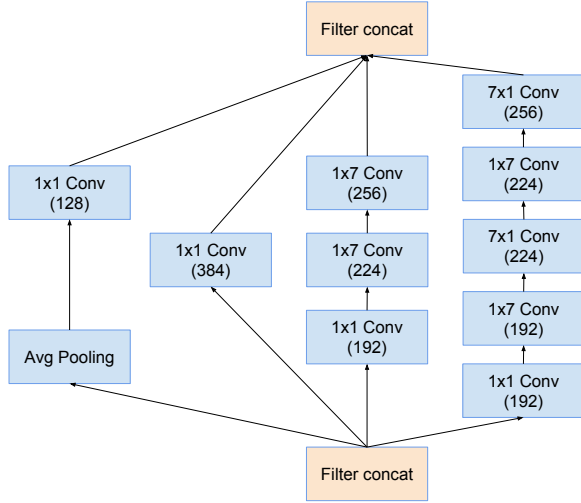 Filter concat
7x1 Conv
(256)
1x7 Conv
(224)
7x1 Conv
(224)
1x7 Conv
(192)
1x1 Conv
(192)
1x7 Conv
(256)
1x7 Conv
(224)
1x1 Conv
(192)
1x1 Conv
(384)
1x1 Conv
(128)
Avg Pooling
Filter concat